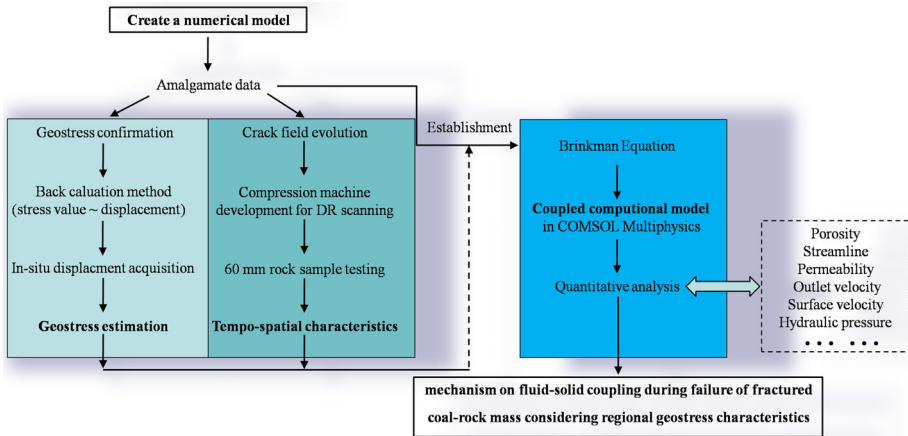 Create a numerical model
Amalgamate data
Geostress confirmation
Back caluation method
(stress value ~ displacement)
In-situ displacment acquisition
Geostress estimation
Crack field evolution
Compression machine
development for DR scanning
60 mm rock sample testing
Tempo-spatial characteristics
Establishment
Brinkman Equation
Coupled computional model
in COMSOL Multiphysics
Quantitative analysis
Porosity
Streamline
Permeability
Outlet velocity
Surface velocity
Hydraulic pressure
• • •  • • •
mechanism on fluid-solid coupling during failure of fractured
coal-rock mass considering regional geostress characteristics